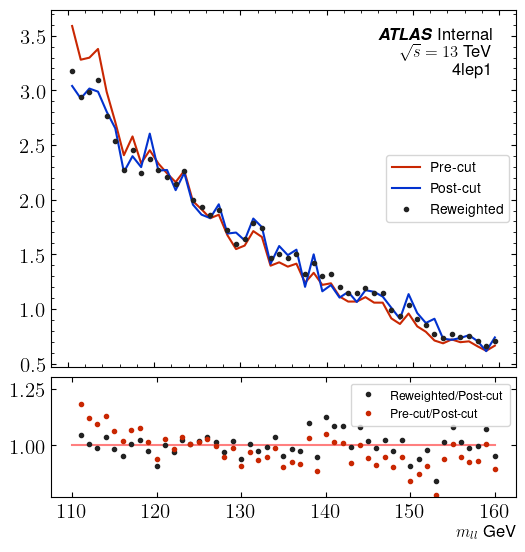 ATLAS Internal
√s = 13 TeV
4lep1
3.5
3.0
2.5
2.0
1.5
1.0
0.5
Pre-cut
Post-cut
Reweighted
1.25
1.00
Reweighted/Post-cut
Pre-cut/Post-cut
110 120 130 140 150 160
m_ll GeV